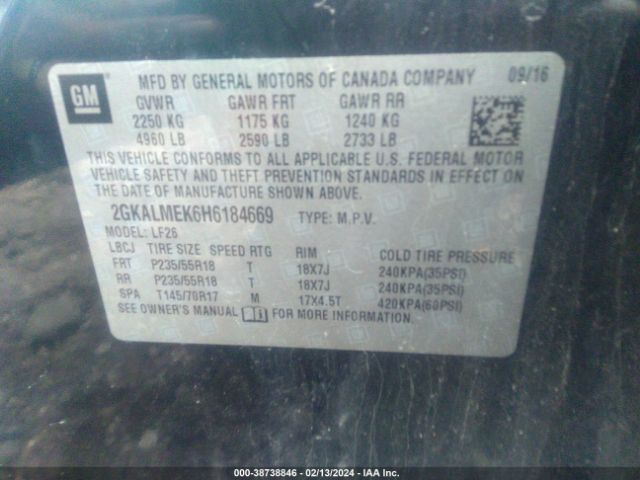 GM
MFD BY GENERAL MOTORS OF CANADA COMPANY 09/16
GVWR GAWR FRT GAWR RR
2250 KG 1175 KG 1240 KG
4960 LB 2590 LB 2733 LB
THIS VEHICLE CONFORMS TO ALL APPLICABLE U.S. FEDERAL MOTOR
VEHICLE SAFETY AND THEFT PREVENTION STANDARDS IN EFFECT ON
THE DATE OF MANUFACTURE SHOWN ABOVE.
2GKALMEK6H6184669 TYPE: M.P.V.
MODEL: LF26
LBCJ TIRE SIZE SPEED RTG RIM COLD TIRE PRESSURE
FRT P235/55R18 T 18X7J 240KPA(35PSI)
RR P235/55R18 T 18X7J 240KPA(35PSI)
SPA T145/70R17 M 17X4.5T 420KPA(60PSI)
SEE OWNER'S MANUAL FOR MORE INFORMATION.
000-38738846 - 02/13/2024 - IAA Inc.